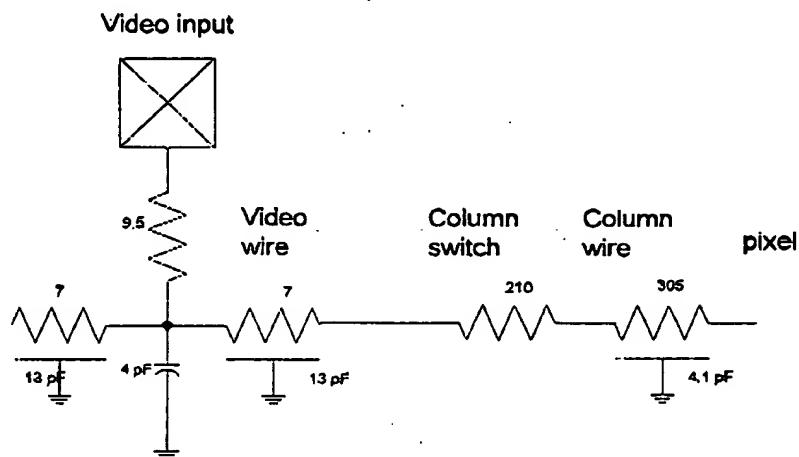 Video input
9.5
Video
wire
Column
switch
Column
wire
pixel
7
7
210
305
13 pF
4 pF
13 pF
4.1 pF